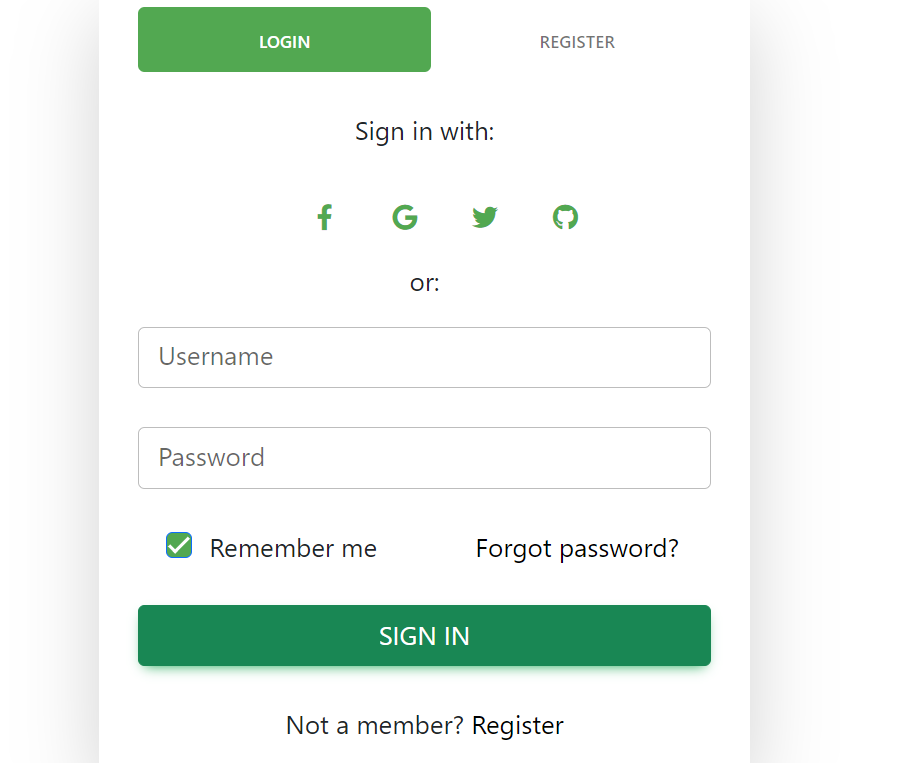 LOGIN REGISTER
Sign in with:
or:
Username
Password
Remember me Forgot password?
SIGN IN
Not a member? Register